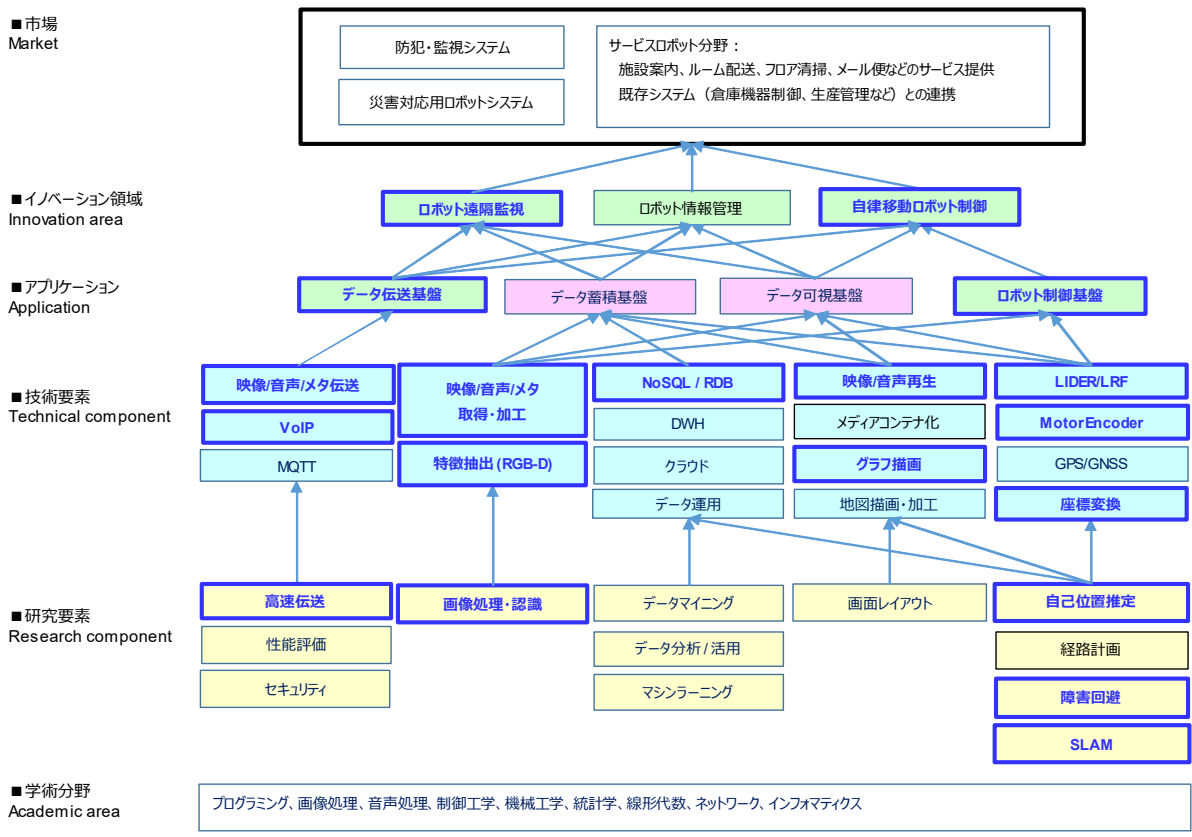 ■市場
Market
防犯・監視システム
災害対応用ロボットシステム
サービスロボット分野：
施設案内、ルーム配送、フロア清掃、メール便などのサービス提供
既存システム（倉庫機器制御、生産管理など）との連携
■イノベーション領域
Innovation area
ロボット遠隔監視
ロボット情報管理
自律移動ロボット制御
■アプリケーション
Application
データ伝送基盤
データ蓄積基盤
データ可視基盤
ロボット制御基盤
■技術要素
Technical component
映像/音声/メタ伝送
VoIP
MQTT
映像/音声/メタ
取得・加工
特徴抽出(RGB-D)
NoSQL / RDB
DWH
クラウド
データ運用
映像/音声再生
メディアコンテナ化
グラフ描画
地図描画・加工
LIDER/LRF
MotorEncoder
GPS/GNSS
座標変換
■研究要素
Research component
高速伝送
性能評価
セキュリティ
画像処理・認識
データマイニング
データ分析 / 活用
マシンラーニング
画面レイアウト
自己位置推定
経路計画
障害回避
SLAM
■学術分野
Academic area
プログラミング、画像処理、音声処理、制御工学、機械工学、統計学、線形代数、ネットワーク、インフォマティクス